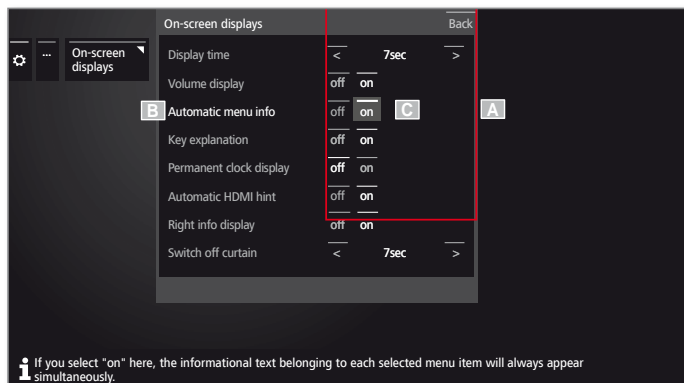 On-screen displays Back
... On-screen
displays
Display time < 7sec >
Volume display off on
B Automatic menu info off on C A
Key explanation off on
Permanent clock display off on
Automatic HDMI hint off on
Right info display off on
Switch off curtain < 7sec >
i If you select "on" here, the informational text belonging to each selected menu item will always appear
simultaneously.